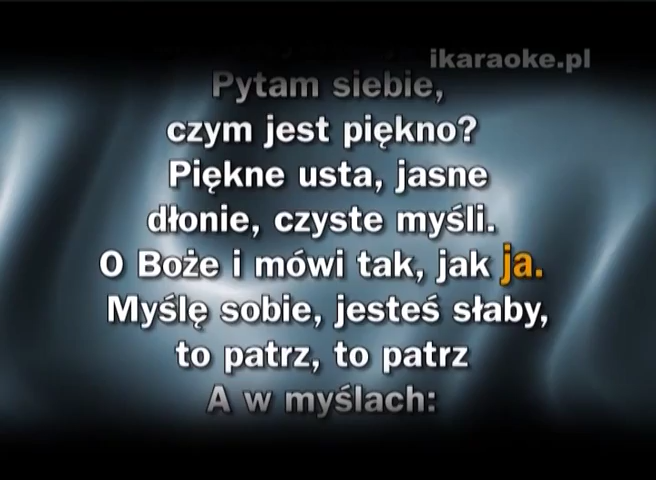 ikaraoke.pl
Pytam siebie,
czym jest piękno?
Piękne usta, jasne
dłonie, czyste myśli.
O Boże i mówi tak, jak ja.
Myślę sobie, jesteś słaby,
to patrz, to patrz
A w myślach: